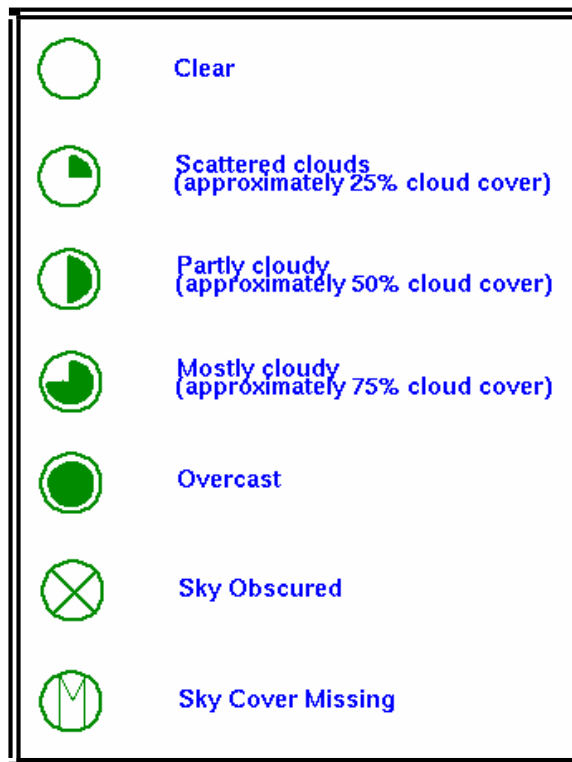 Clear
Scattered clouds
(approximately 25% cloud cover)
Partly cloudy
(approximately 50% cloud cover)
Mostly cloudy
(approximately 75% cloud cover)
Overcast
Sky Obscured
M
Sky Cover Missing